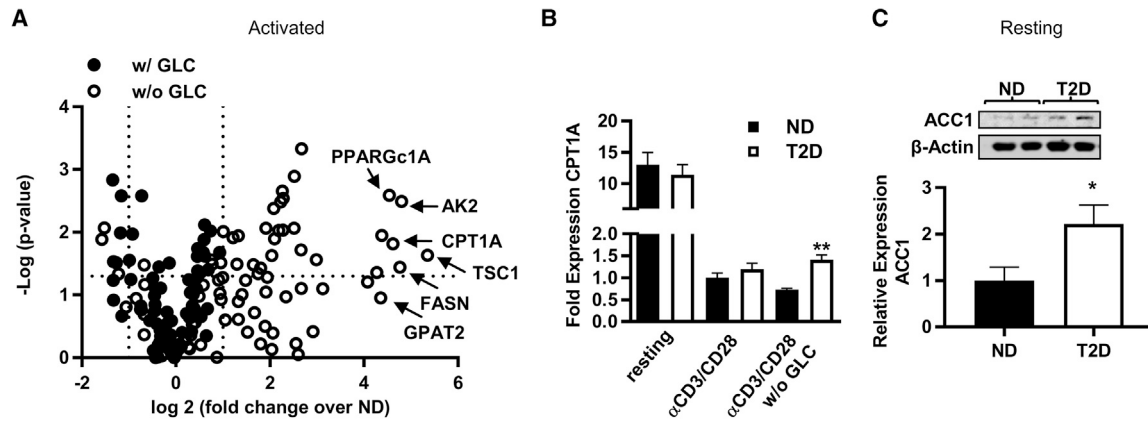 A
Activated
w/ GLC
w/o GLC
4
3
2
1
0
-2
0
2
4
6
-Log (p-value)
log 2 (fold change over ND)
PPARGc1A
AK2
CPT1A
TSC1
FASN
GPAT2
B
Fold Expression CPT1A
20
15
10
2.0
1.5
1.0
0.5
0.0
ND
T2D
**
resting
αCD3/CD28
αCD3/CD28
w/o GLC
C
Resting
ND
T2D
ACC1
β-Actin
Relative Expression
ACC1
3
2
1
0
*
ND
T2D